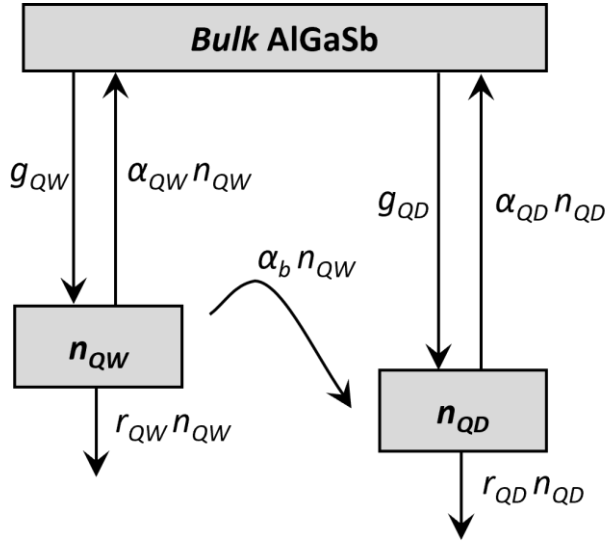 Bulk AlGaSb
g_QW
α_QW n_QW
g_QD
α_QD n_QD
α_b n_QW
n_QW
n_QD
r_QW n_QW
r_QD n_QD